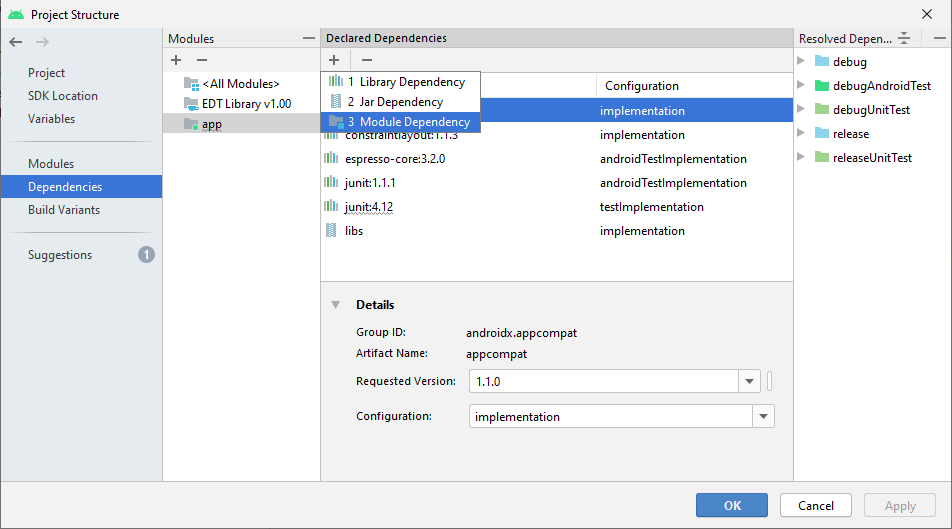 Project Structure
Project
SDK Location
Variables
Modules
Dependencies
Build Variants
Suggestions
1
Modules
<All Modules>
EDT Library v1.00
app
Declared Dependencies
1 Library Dependency
2 Jar Dependency
3 Module Dependency
Configuration
implementation
constraintlayout:1.1.3 implementation
espresso-core:3.2.0 androidTestImplementation
junit:1.1.1 androidTestImplementation
junit:4.12 testImplementation
libs implementation
Details
Group ID: androidx.appcompat
Artifact Name: appcompat
Requested Version: 1.1.0
Configuration: implementation
Resolved Depen...
debug
debugAndroidTest
debugUnitTest
release
releaseUnitTest
OK Cancel Apply